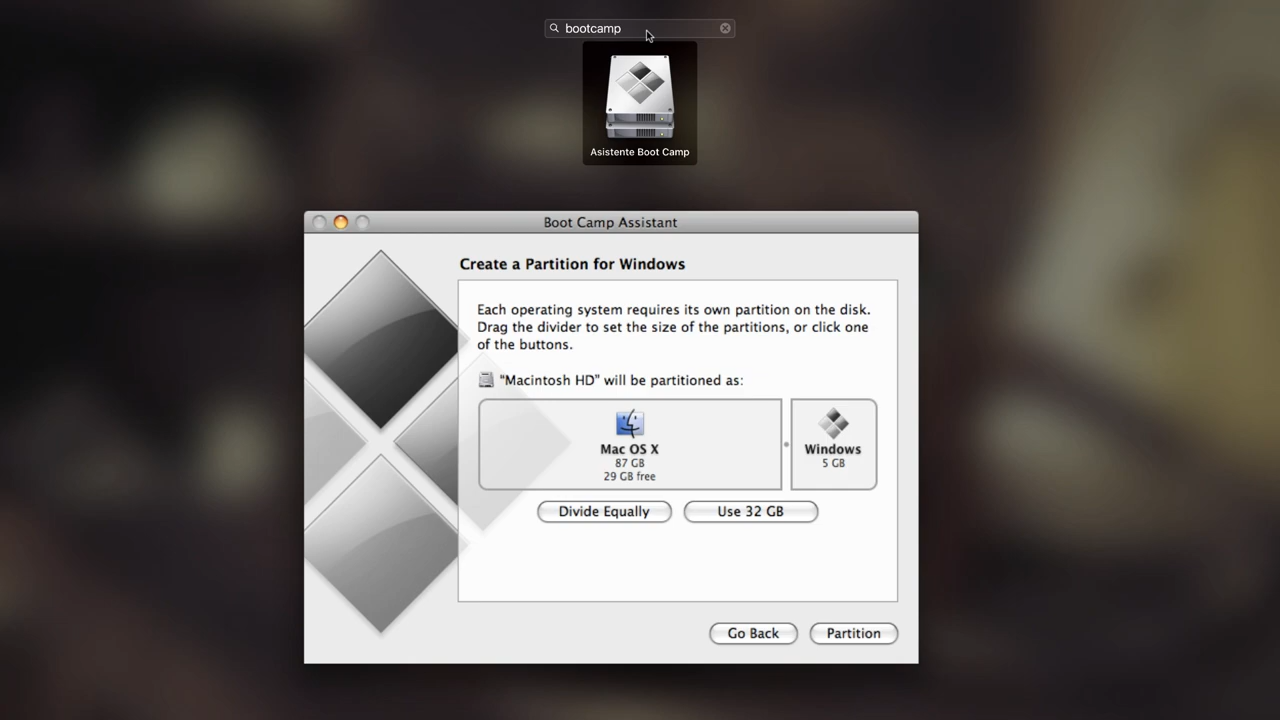 bootcamp
Asistente Boot Camp
Boot Camp Assistant
Create a Partition for Windows
Each operating system requires its own partition on the disk.
Drag the divider to set the size of the partitions, or click one
of the buttons.
“Macintosh HD” will be partitioned as:
Mac OS X
87 GB
29 GB free
Windows
5 GB
Divide Equally
Use 32 GB
Go Back
Partition